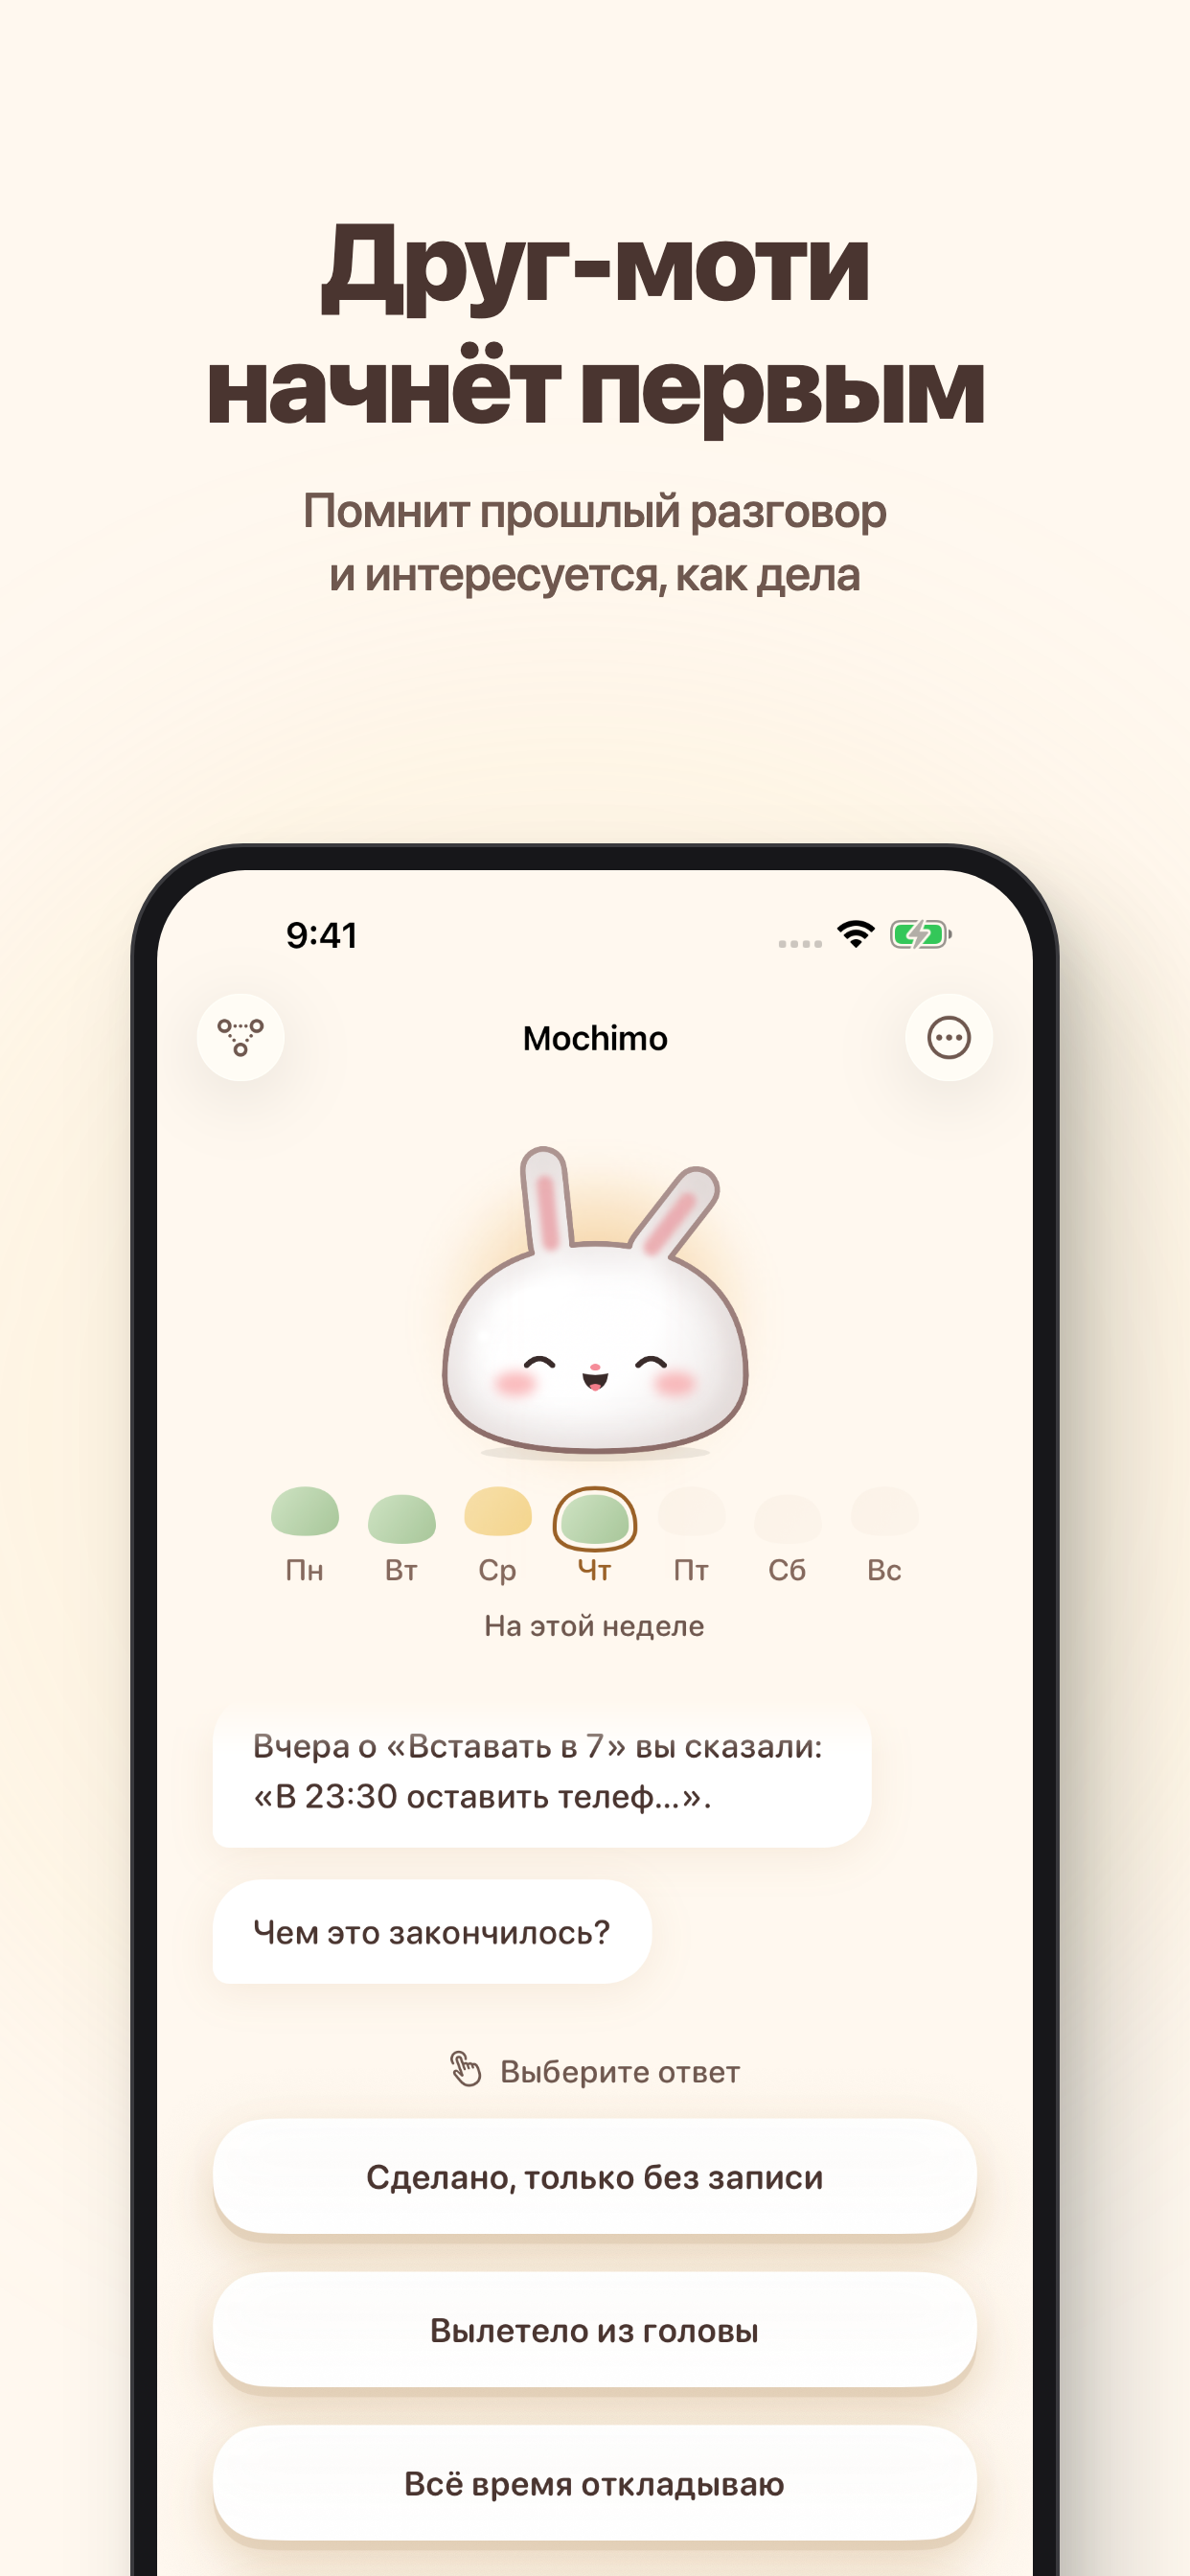 Друг-моти
начнёт первым
Помнит прошлый разговор
и интересуется, как дела
9:41
Mochimo
Пн Вт Ср Чт Пт Сб Вс
На этой неделе
Вчера о «Вставать в 7» вы сказали:
«В 23:30 оставить телеф...».
Чем это закончилось?
Выберите ответ
Сделано, только без записи
Вылетело из головы
Всё время откладываю